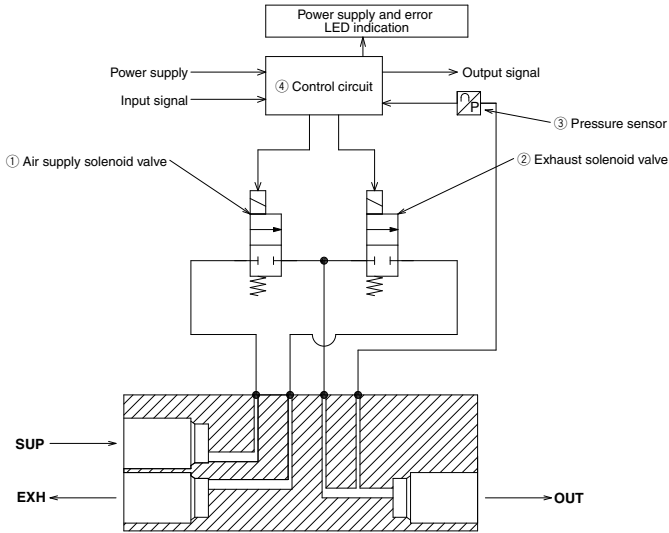 Power supply and error
LED indication
Power supply
④ Control circuit
Output signal
Input signal
P
③ Pressure sensor
① Air supply solenoid valve
② Exhaust solenoid valve
SUP
EXH
OUT